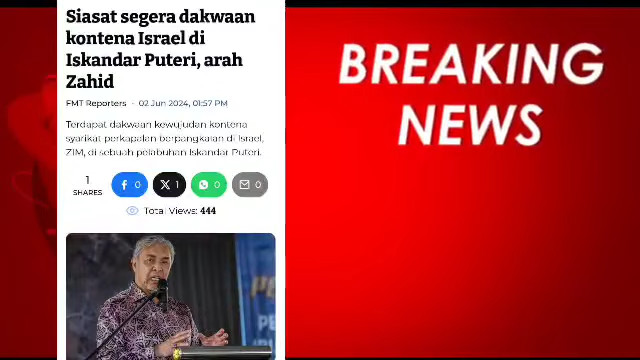 Siasat segera dakwaan
kontena Israel di
Iskandar Puteri, arah
Zahid
FMT Reporters - 02 Jun 2024, 01:57 PM
Terdapat dakwaan kewujudan kontena
syarikat perkapalan berpangkalan di Israel,
ZIM, di sebuah pelabuhan Iskandar Puteri.
1
SHARES
0
1
0
0
Total Views: 444
BREAKING
NEWS